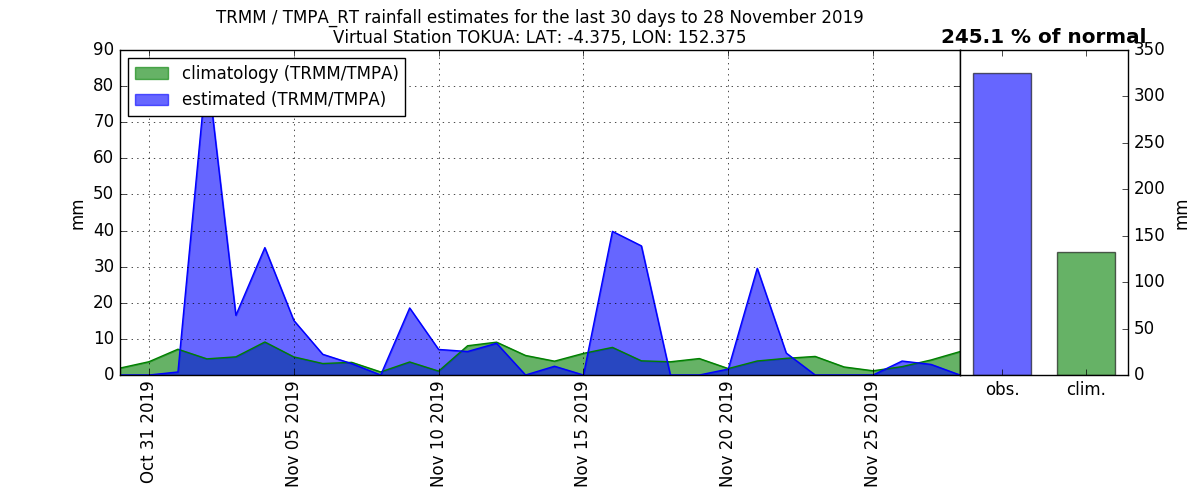 TRMM / TMPA_RT rainfall estimates for the last 30 days to 28 November 2019
Virtual Station TOKUA: LAT: -4.375, LON: 152.375
245.1 % of normal
climatology (TRMM/TMPA)
estimated (TRMM/TMPA)
mm
90
80
70
60
50
40
30
20
10
0
Oct 31 2019
Nov 05 2019
Nov 10 2019
Nov 15 2019
Nov 20 2019
Nov 25 2019
350
300
250
200
150
100
50
0
mm
obs.
clim.